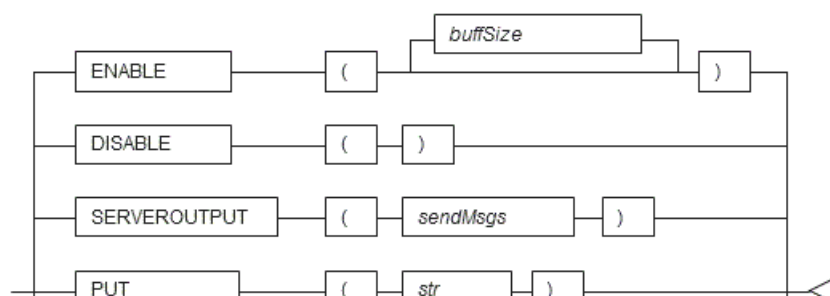 buffSize
ENABLE ( )
DISABLE ( )
SERVEROUTPUT ( sendMsgs )
PUT ( str )